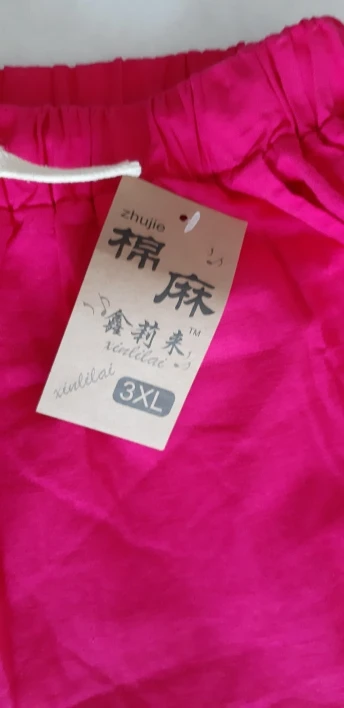 zhujie
棉麻
鑫莉来™
xinlilai
xinlilai
3XL